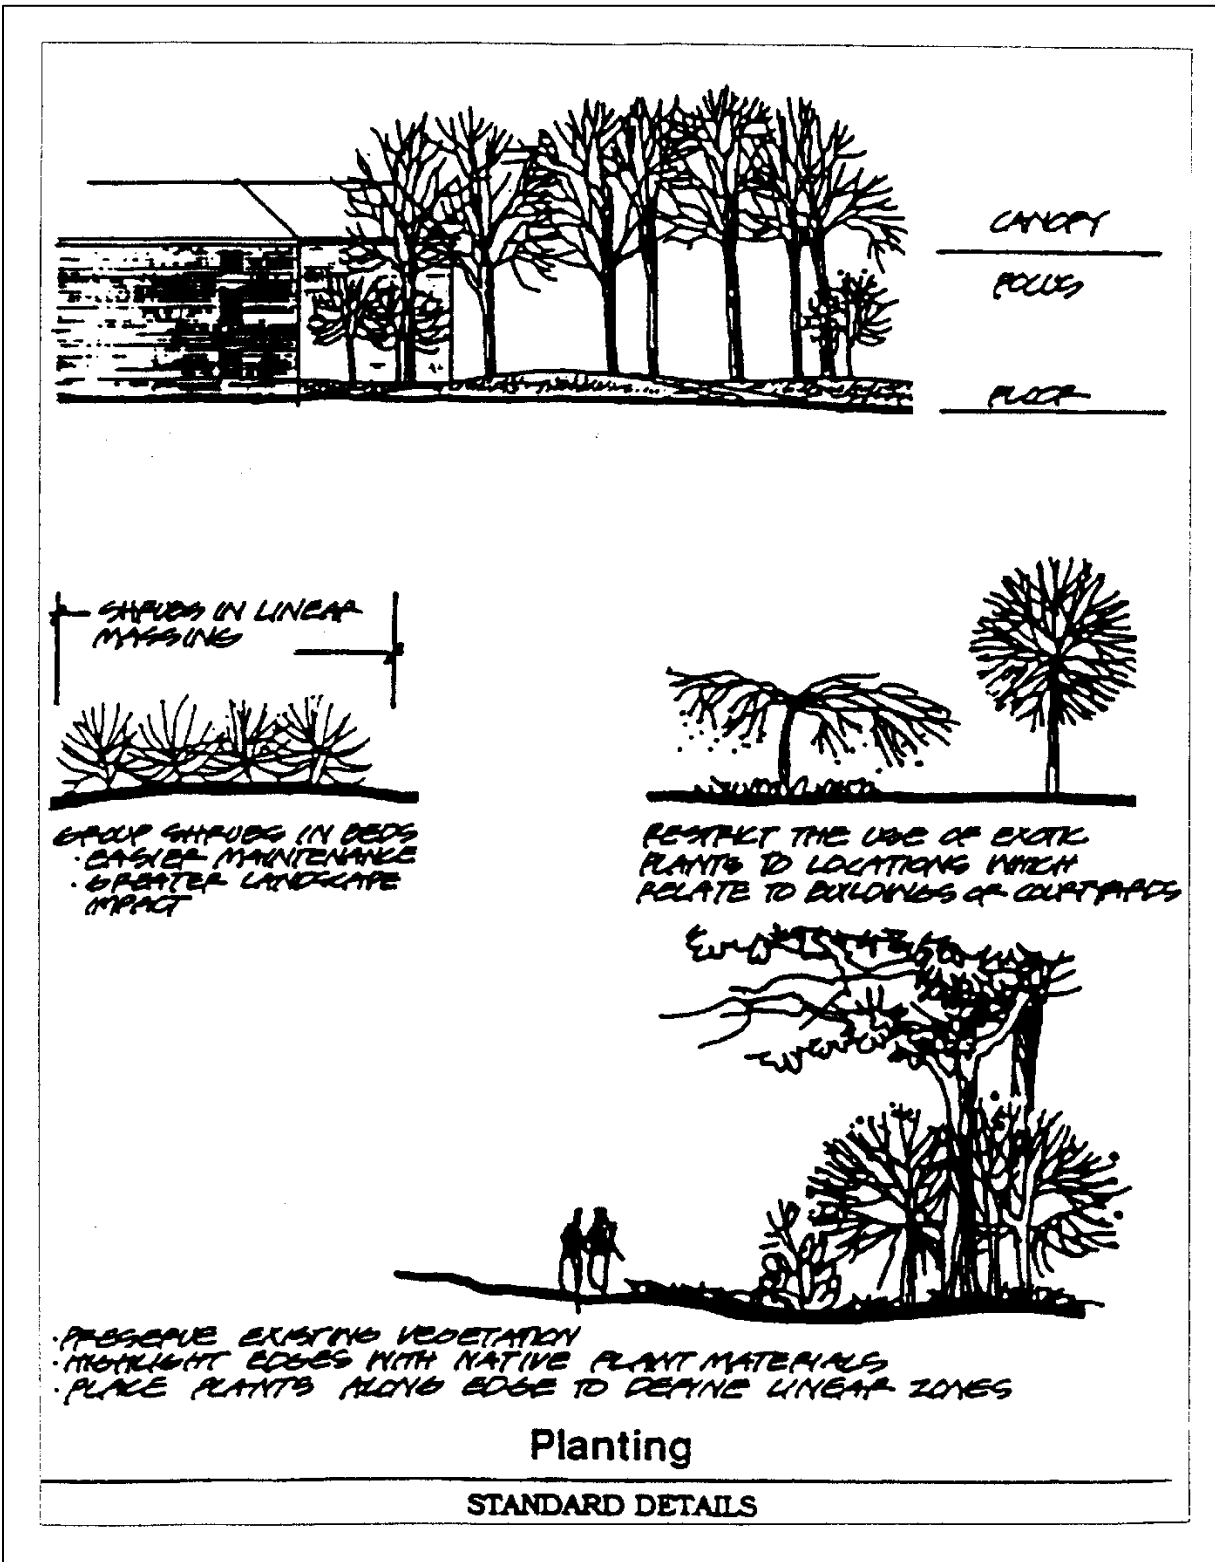 CANOPY
FOCUS
FLOOR
SHRUBS IN LINEAR
MASSING
GROUP SHRUBS IN BEDS
· EASIER MAINTENANCE
· GREATER LANDSCAPE
IMPACT
RESTRICT THE USE OF EXOTIC
PLANTS TO LOCATIONS WHICH
RELATE TO BUILDINGS OR COURTYARDS
· PRESERVE EXISTING VEGETATION
· HIGHLIGHT EDGES WITH NATIVE PLANT MATERIALS
· PLACE PLANTS ALONG EDGE TO DEFINE LINEAR ZONES
Planting
STANDARD DETAILS